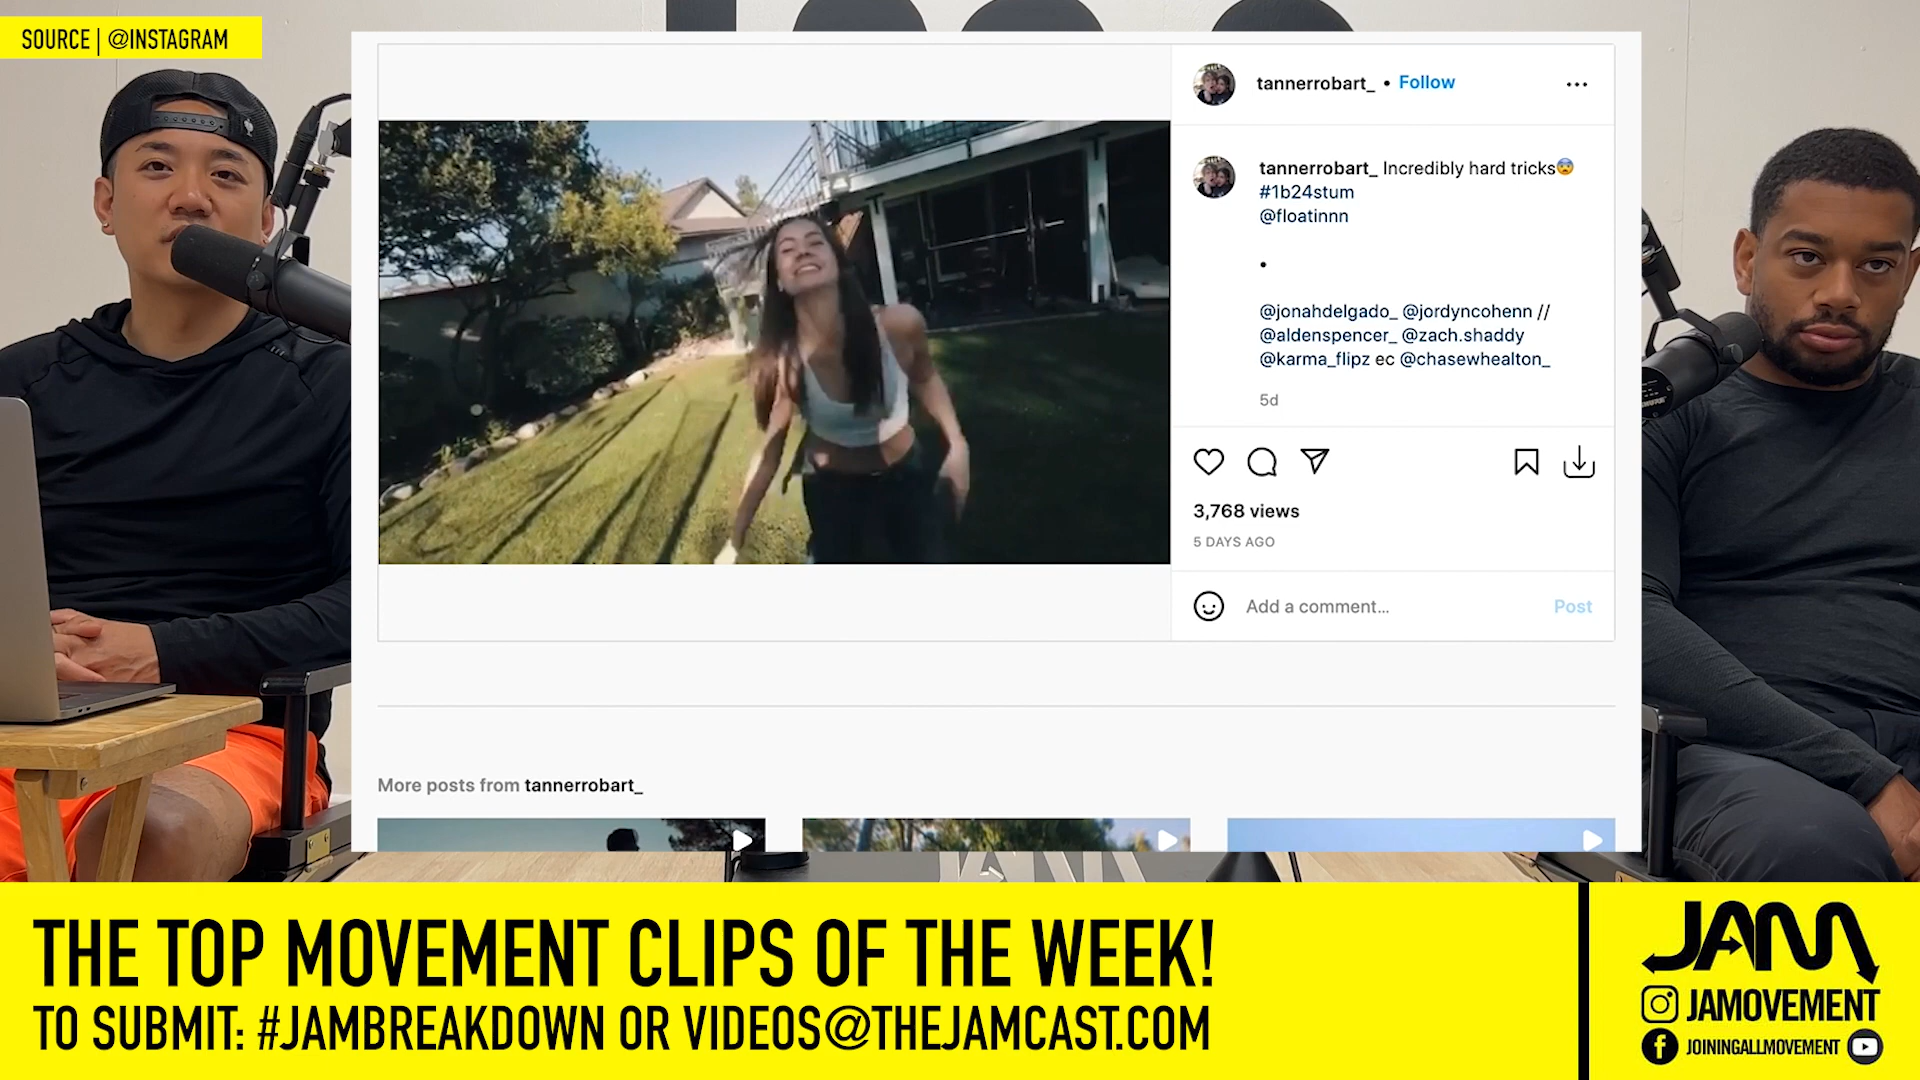 SOURCE | @INSTAGRAM
tannerrobart_ • Follow
tannerrobart_ Incredibly hard tricks😨
#1b24stum
@floatinnn
•
@jonahdelgado_ @jordyncohenn //
@aldenspencer_ @zach.shaddy
@karma_flipz ec @chasewhealton_
5d
3,768 views
5 DAYS AGO
Add a comment...
Post
More posts from tannerrobart_
THE TOP MOVEMENT CLIPS OF THE WEEK!
TO SUBMIT: #JAMBREAKDOWN OR VIDEOS@THEJAMCAST.COM
JAM
JAMOVEMENT
JOININGALLMOVEMENT